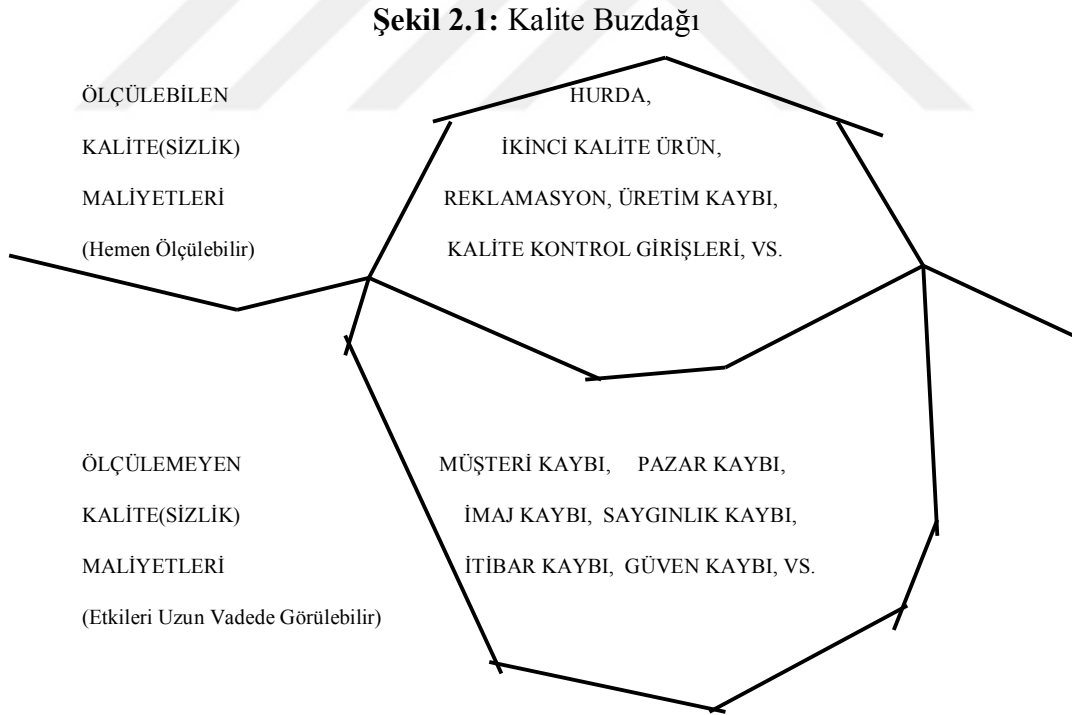 Şekil 2.1: Kalite Buzdağı
ÖLÇÜLEBİLEN HURDA,
KALİTE(SİZLİK) İKİNCİ KALİTE ÜRÜN,
MALİYETLERİ REKLAMASYON, ÜRETİM KAYBI,
(Hemen Ölçülebilir) KALİTE KONTROL GİRİŞLERİ, VS.
ÖLÇÜLEMEYEN MÜŞTERİ KAYBI, PAZAR KAYBI,
KALİTE(SİZLİK) İMAJ KAYBI, SAYGINLIK KAYBI,
MALİYETLERİ İTİBAR KAYBI, GÜVEN KAYBI, VS.
(Etkileri Uzun Vadede Görülebilir)